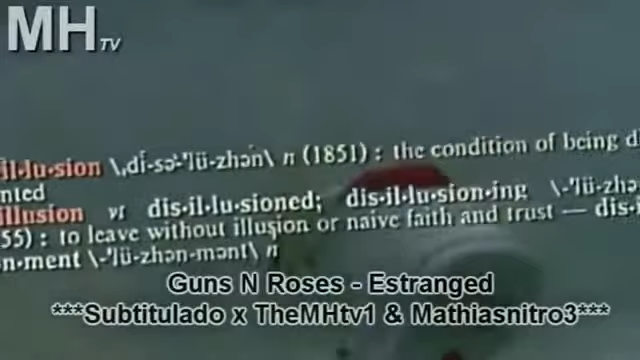 MH TV
il·lu·sion \ˌdi-sə-ˈlü-zhən\ n (1851) : the condition of being d
nted
illusion vt dis·il·lu·sioned; dis·il·lu·sion·ing \-ˈlü-zhə
55) : to leave without illusion or naive faith and trust — dis·i
n·ment \-ˈlü-zhən-mənt\ n
Guns N Roses - Estranged
***Subtitulado x TheMHtv1 & Mathiasnitro3***